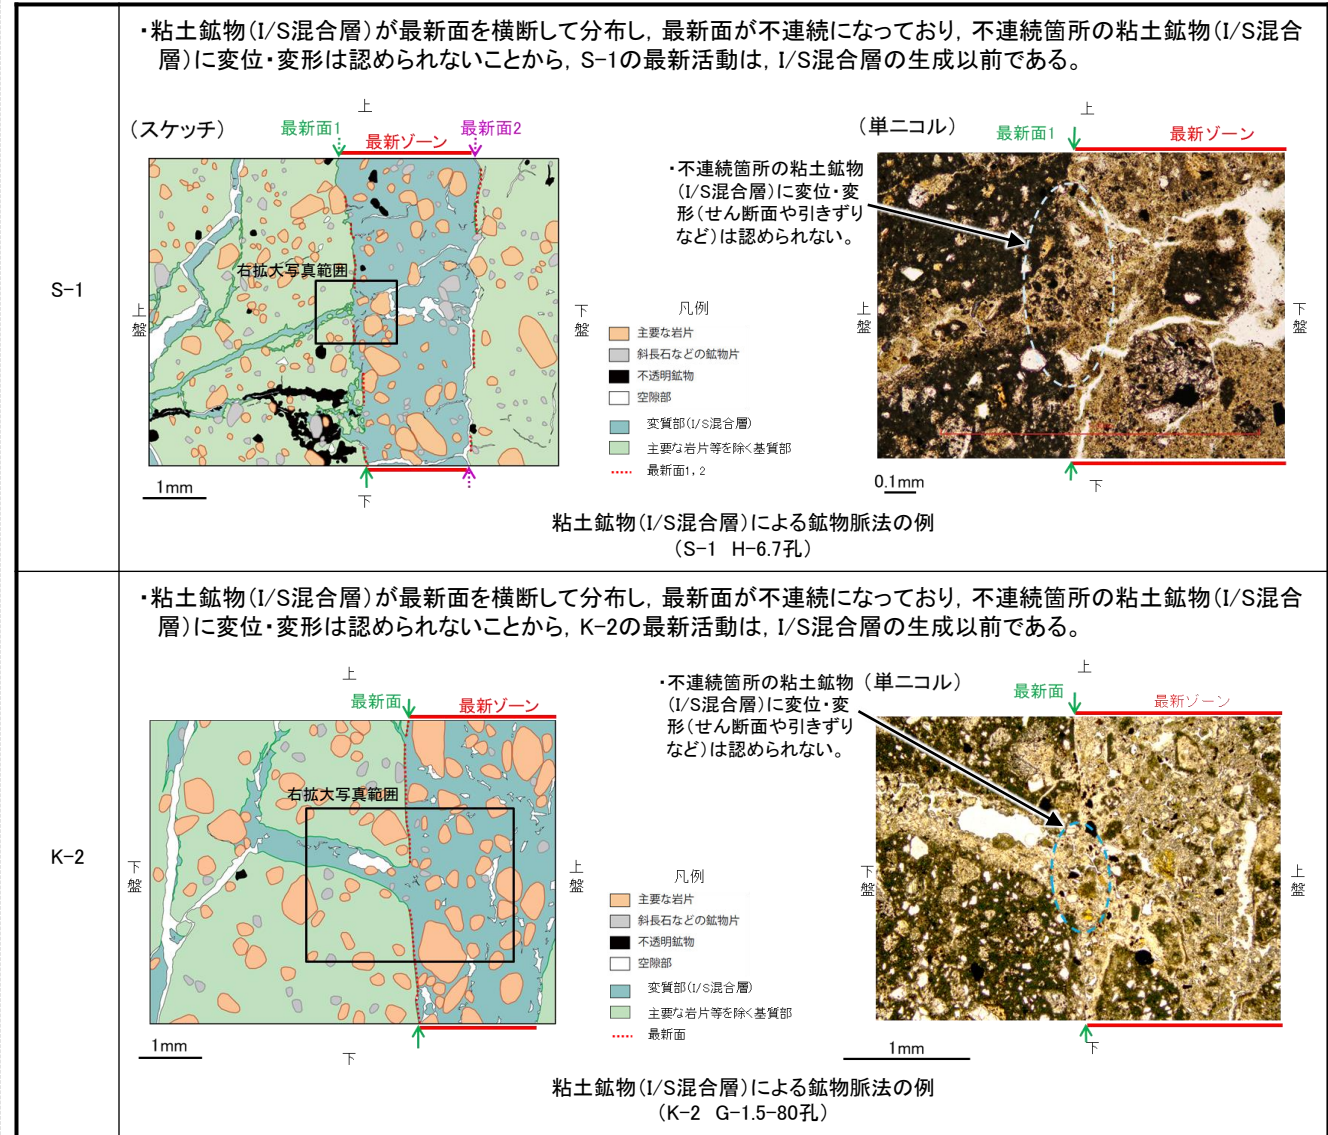 S-1
・粘土鉱物(I/S混合層)が最新面を横断して分布し, 最新面が不連続になっており, 不連続箇所の粘土鉱物(I/S混合
層)に変位・変形は認められないことから, S-1の最新活動は, I/S混合層の生成以前である。
(スケッチ)
上
最新面1
最新ゾーン
最新面2
右拡大写真範囲
上盤
下盤
1mm
下
凡例
主要な岩片
斜長石などの鉱物片
不透明鉱物
空隙部
変質部(I/S混合層)
主要な岩片等を除く基質部
最新面1, 2
・不連続箇所の粘土鉱物
(I/S混合層)に変位・変
形(せん断面や引きずり
など)は認められない。
(単ニコル)
上
最新面1
最新ゾーン
上盤
下盤
0.1mm
下
粘土鉱物(I/S混合層)による鉱物脈法の例
(S-1 H-6.7孔)
K-2
・粘土鉱物(I/S混合層)が最新面を横断して分布し, 最新面が不連続になっており, 不連続箇所の粘土鉱物(I/S混合
層)に変位・変形は認められないことから, K-2の最新活動は, I/S混合層の生成以前である。
上
最新面
最新ゾーン
右拡大写真範囲
下盤
上盤
1mm
下
凡例
主要な岩片
斜長石などの鉱物片
不透明鉱物
空隙部
変質部(I/S混合層)
主要な岩片等を除く基質部
最新面
・不連続箇所の粘土鉱物
(I/S混合層)に変位・変
形(せん断面や引きずり
など)は認められない。
(単ニコル)
上
最新面
最新ゾーン
下盤
上盤
1mm
下
粘土鉱物(I/S混合層)による鉱物脈法の例
(K-2 G-1.5-80孔)